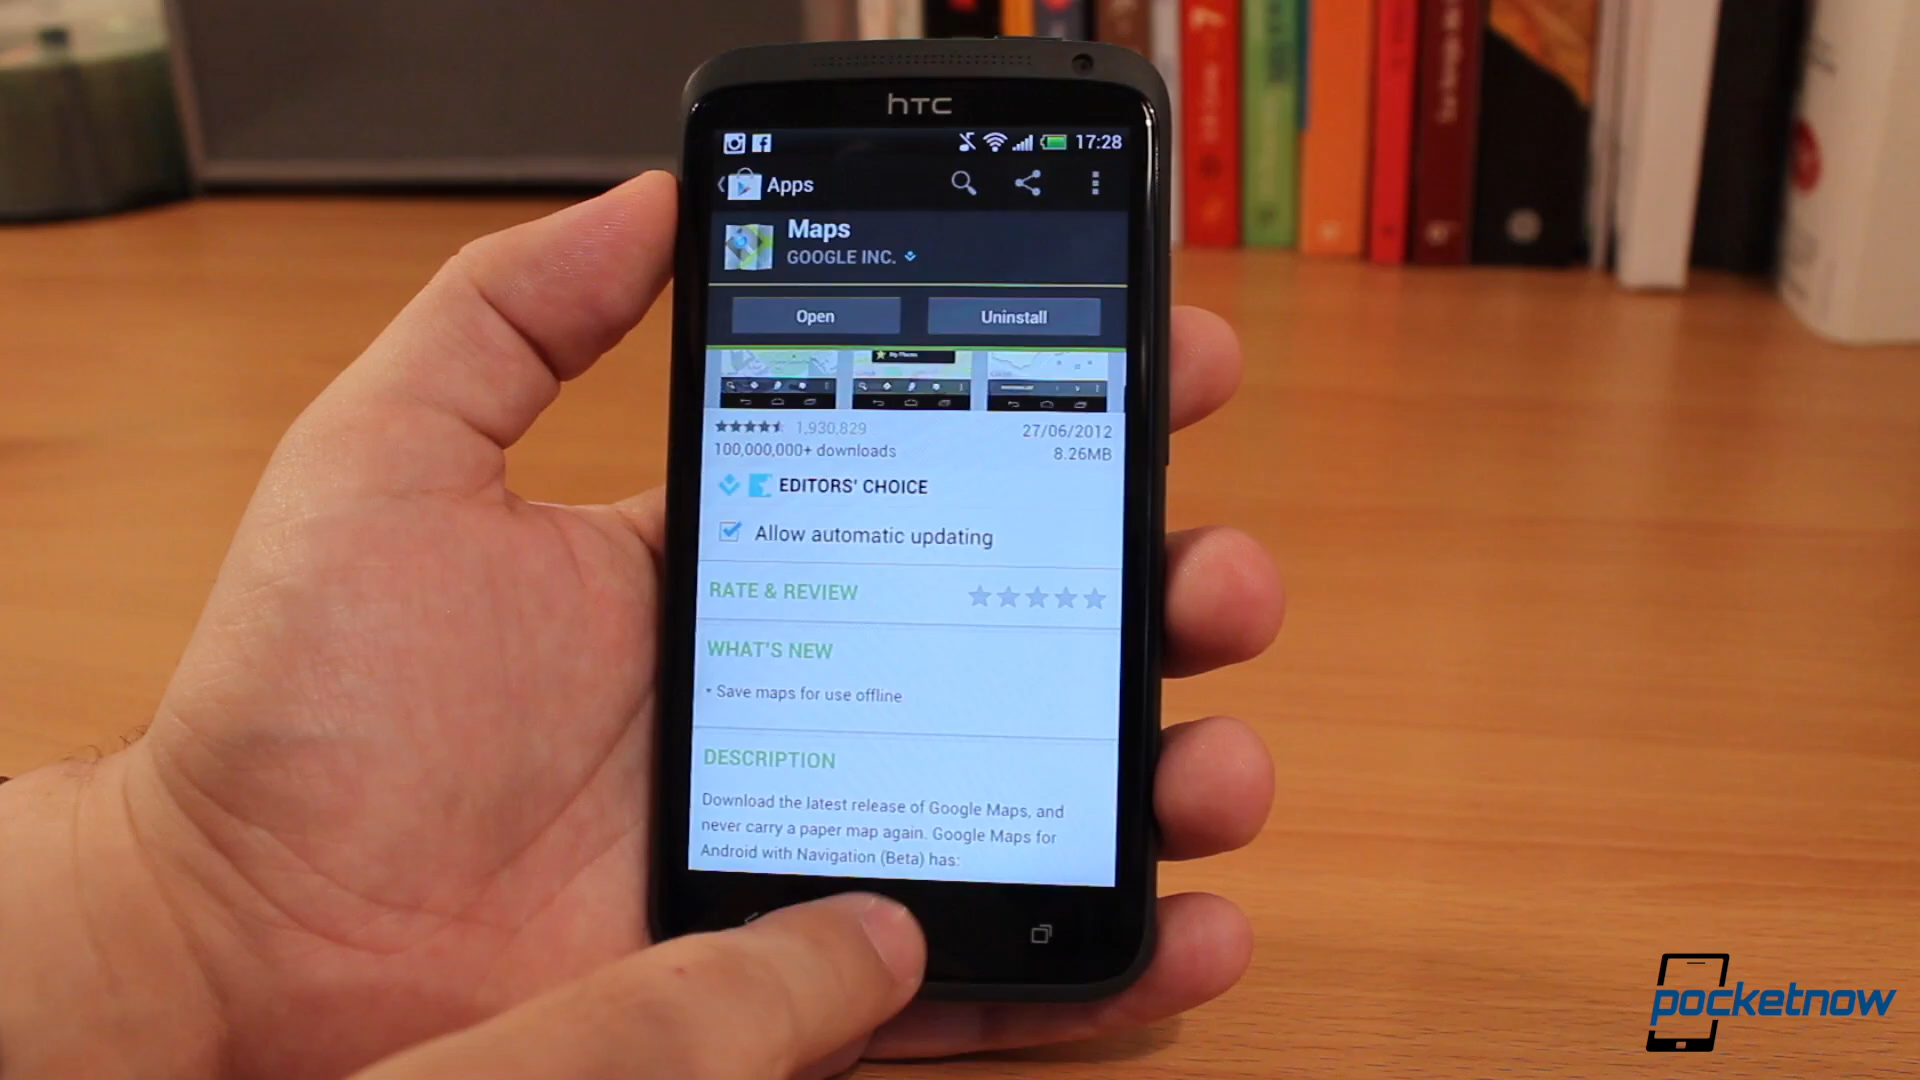 hTC
17:28
Apps
Maps
GOOGLE INC.
Open
Uninstall
My Places
1,930,829
27/06/2012
100,000,000+ downloads
8.26MB
EDITORS' CHOICE
Allow automatic updating
RATE & REVIEW
WHAT'S NEW
• Save maps for use offline
DESCRIPTION
Download the latest release of Google Maps, and
never carry a paper map again. Google Maps for
Android with Navigation (Beta) has:
pocketnow